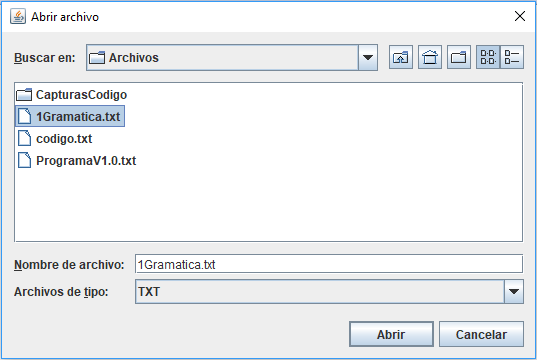 Abrir archivo
Buscar en: Archivos
CapturasCodigo
1Gramatica.txt
codigo.txt
ProgramaV1.0.txt
Nombre de archivo: 1Gramatica.txt
Archivos de tipo: TXT
Abrir Cancelar